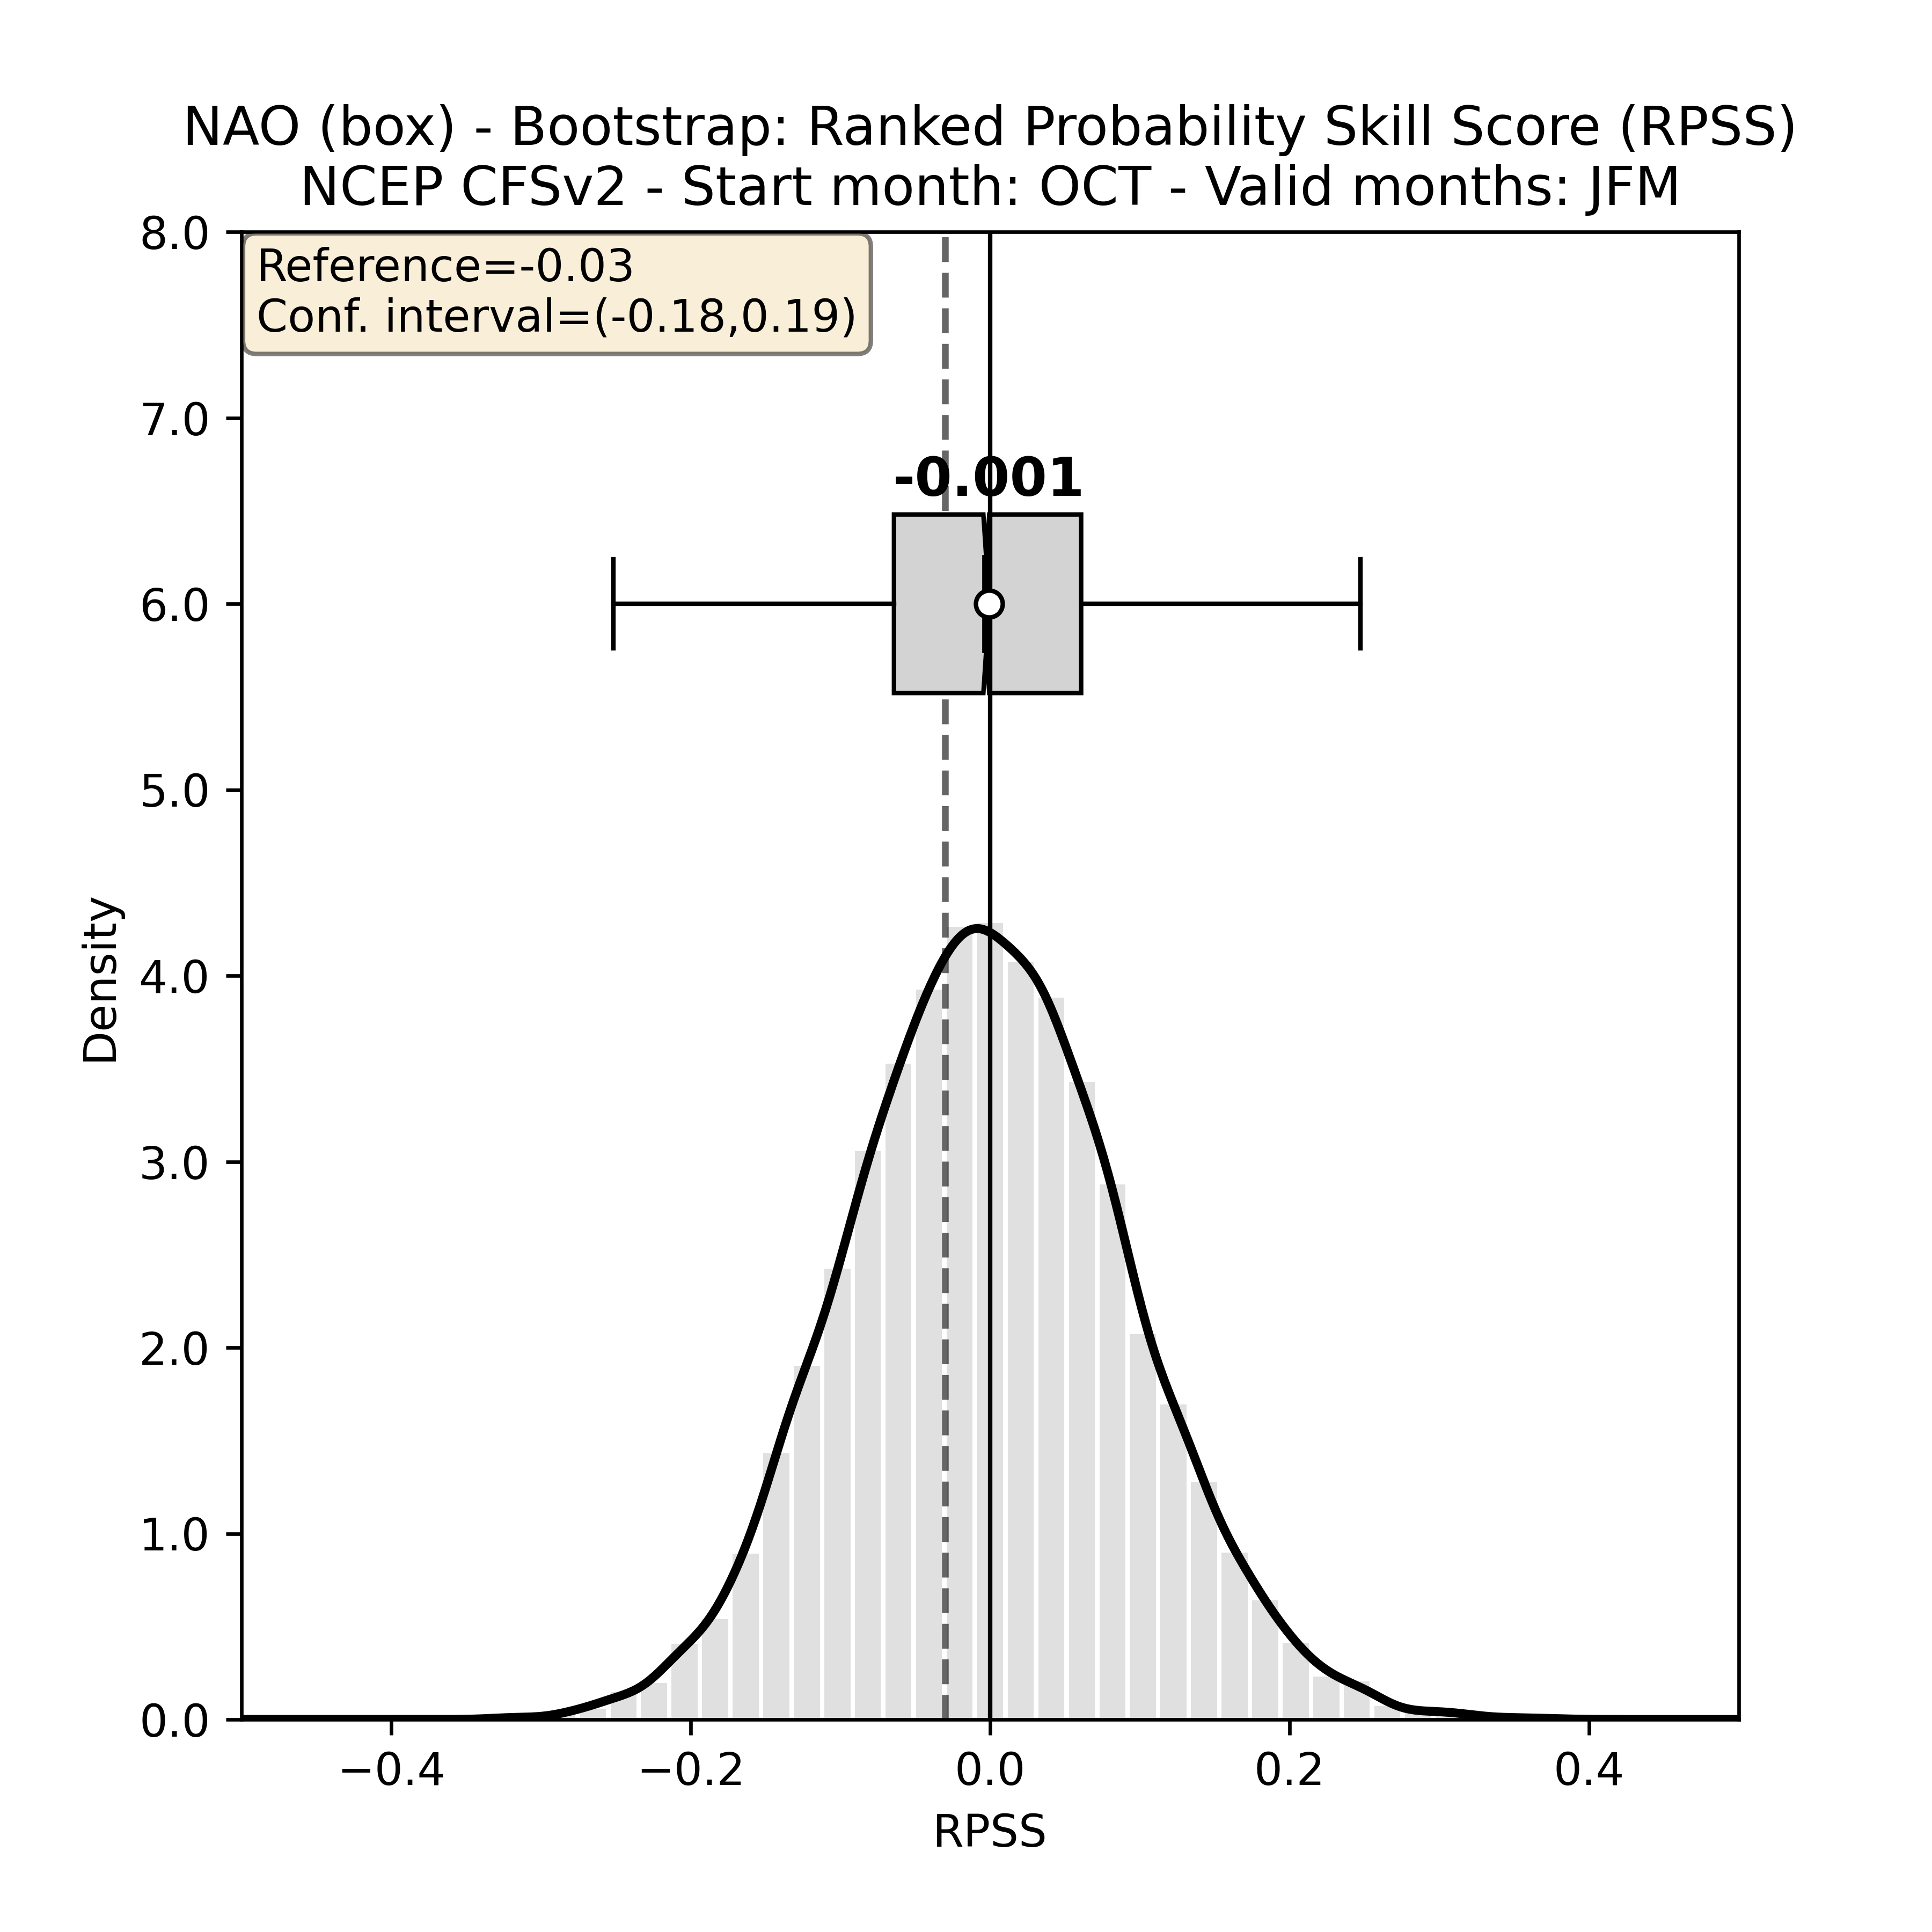 NAO (box) - Bootstrap: Ranked Probability Skill Score (RPSS)
NCEP CFSv2 - Start month: OCT - Valid months: JFM
Reference=-0.03
Conf. interval=(-0.18,0.19)
8.0
7.0
-0.001
6.0
5.0
4.0
3.0
2.0
1.0
0.0
Density
−0.4 −0.2 0.0 0.2 0.4
RPSS